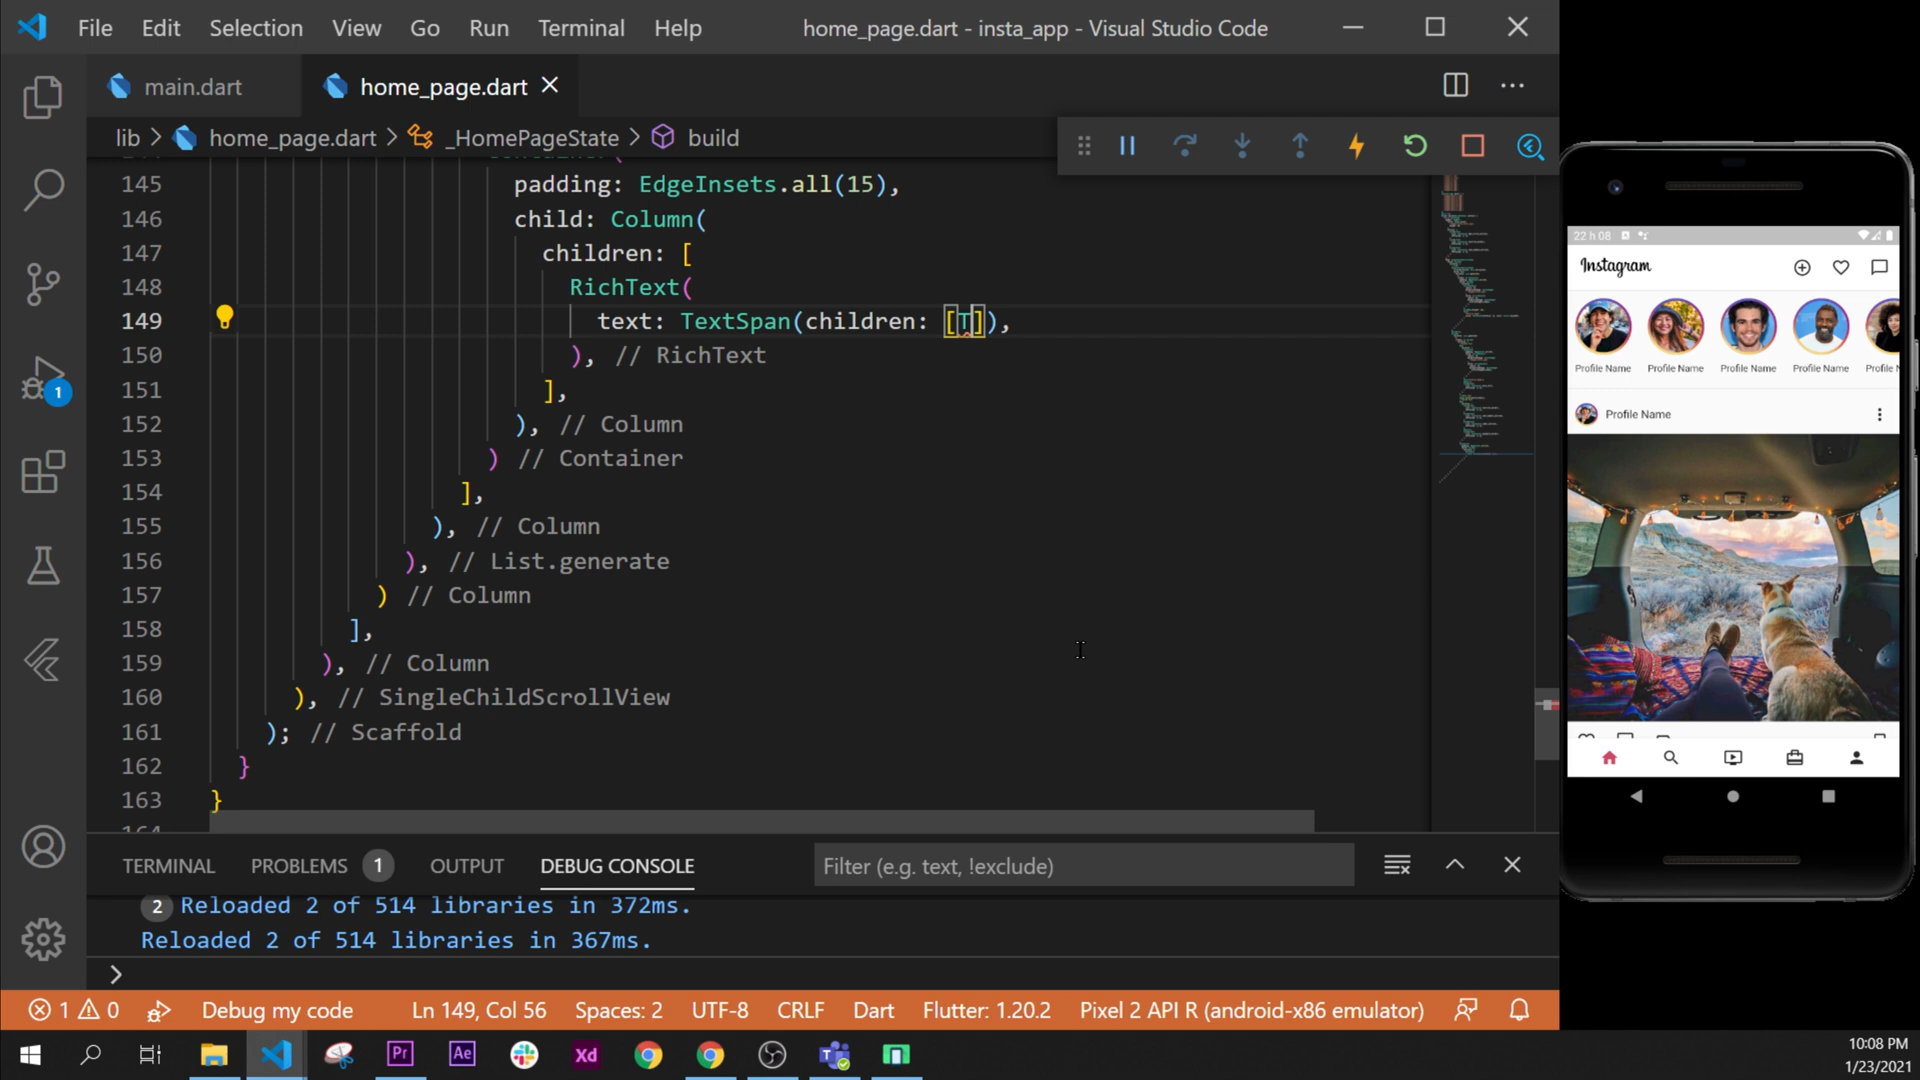 File Edit Selection View Go Run Terminal Help home_page.dart - insta_app - Visual Studio Code
main.dart home_page.dart
lib > home_page.dart > _HomePageState > build
145 padding: EdgeInsets.all(15),
146 child: Column(
147 children: [
148 RichText(
149 text: TextSpan(children: [T]),
150 ), // RichText
151 ],
152 ), // Column
153 ) // Container
154 ],
155 ), // Column
156 ), // List.generate
157 ) // Column
158 ],
159 ), // Column
160 ), // SingleChildScrollView
161 ); // Scaffold
162 }
163 }
TERMINAL PROBLEMS 1 OUTPUT DEBUG CONSOLE Filter (e.g. text, !exclude)
2 Reloaded 2 of 514 libraries in 372ms.
Reloaded 2 of 514 libraries in 367ms.
>
1 0 Debug my code Ln 149, Col 56 Spaces: 2 UTF-8 CRLF Dart Flutter: 1.20.2 Pixel 2 API R (android-x86 emulator)
1
22 h 08
Instagram
Profile Name Profile Name Profile Name Profile Name Profile N
Profile Name
Pr Ae Xd
10:08 PM
1/23/2021